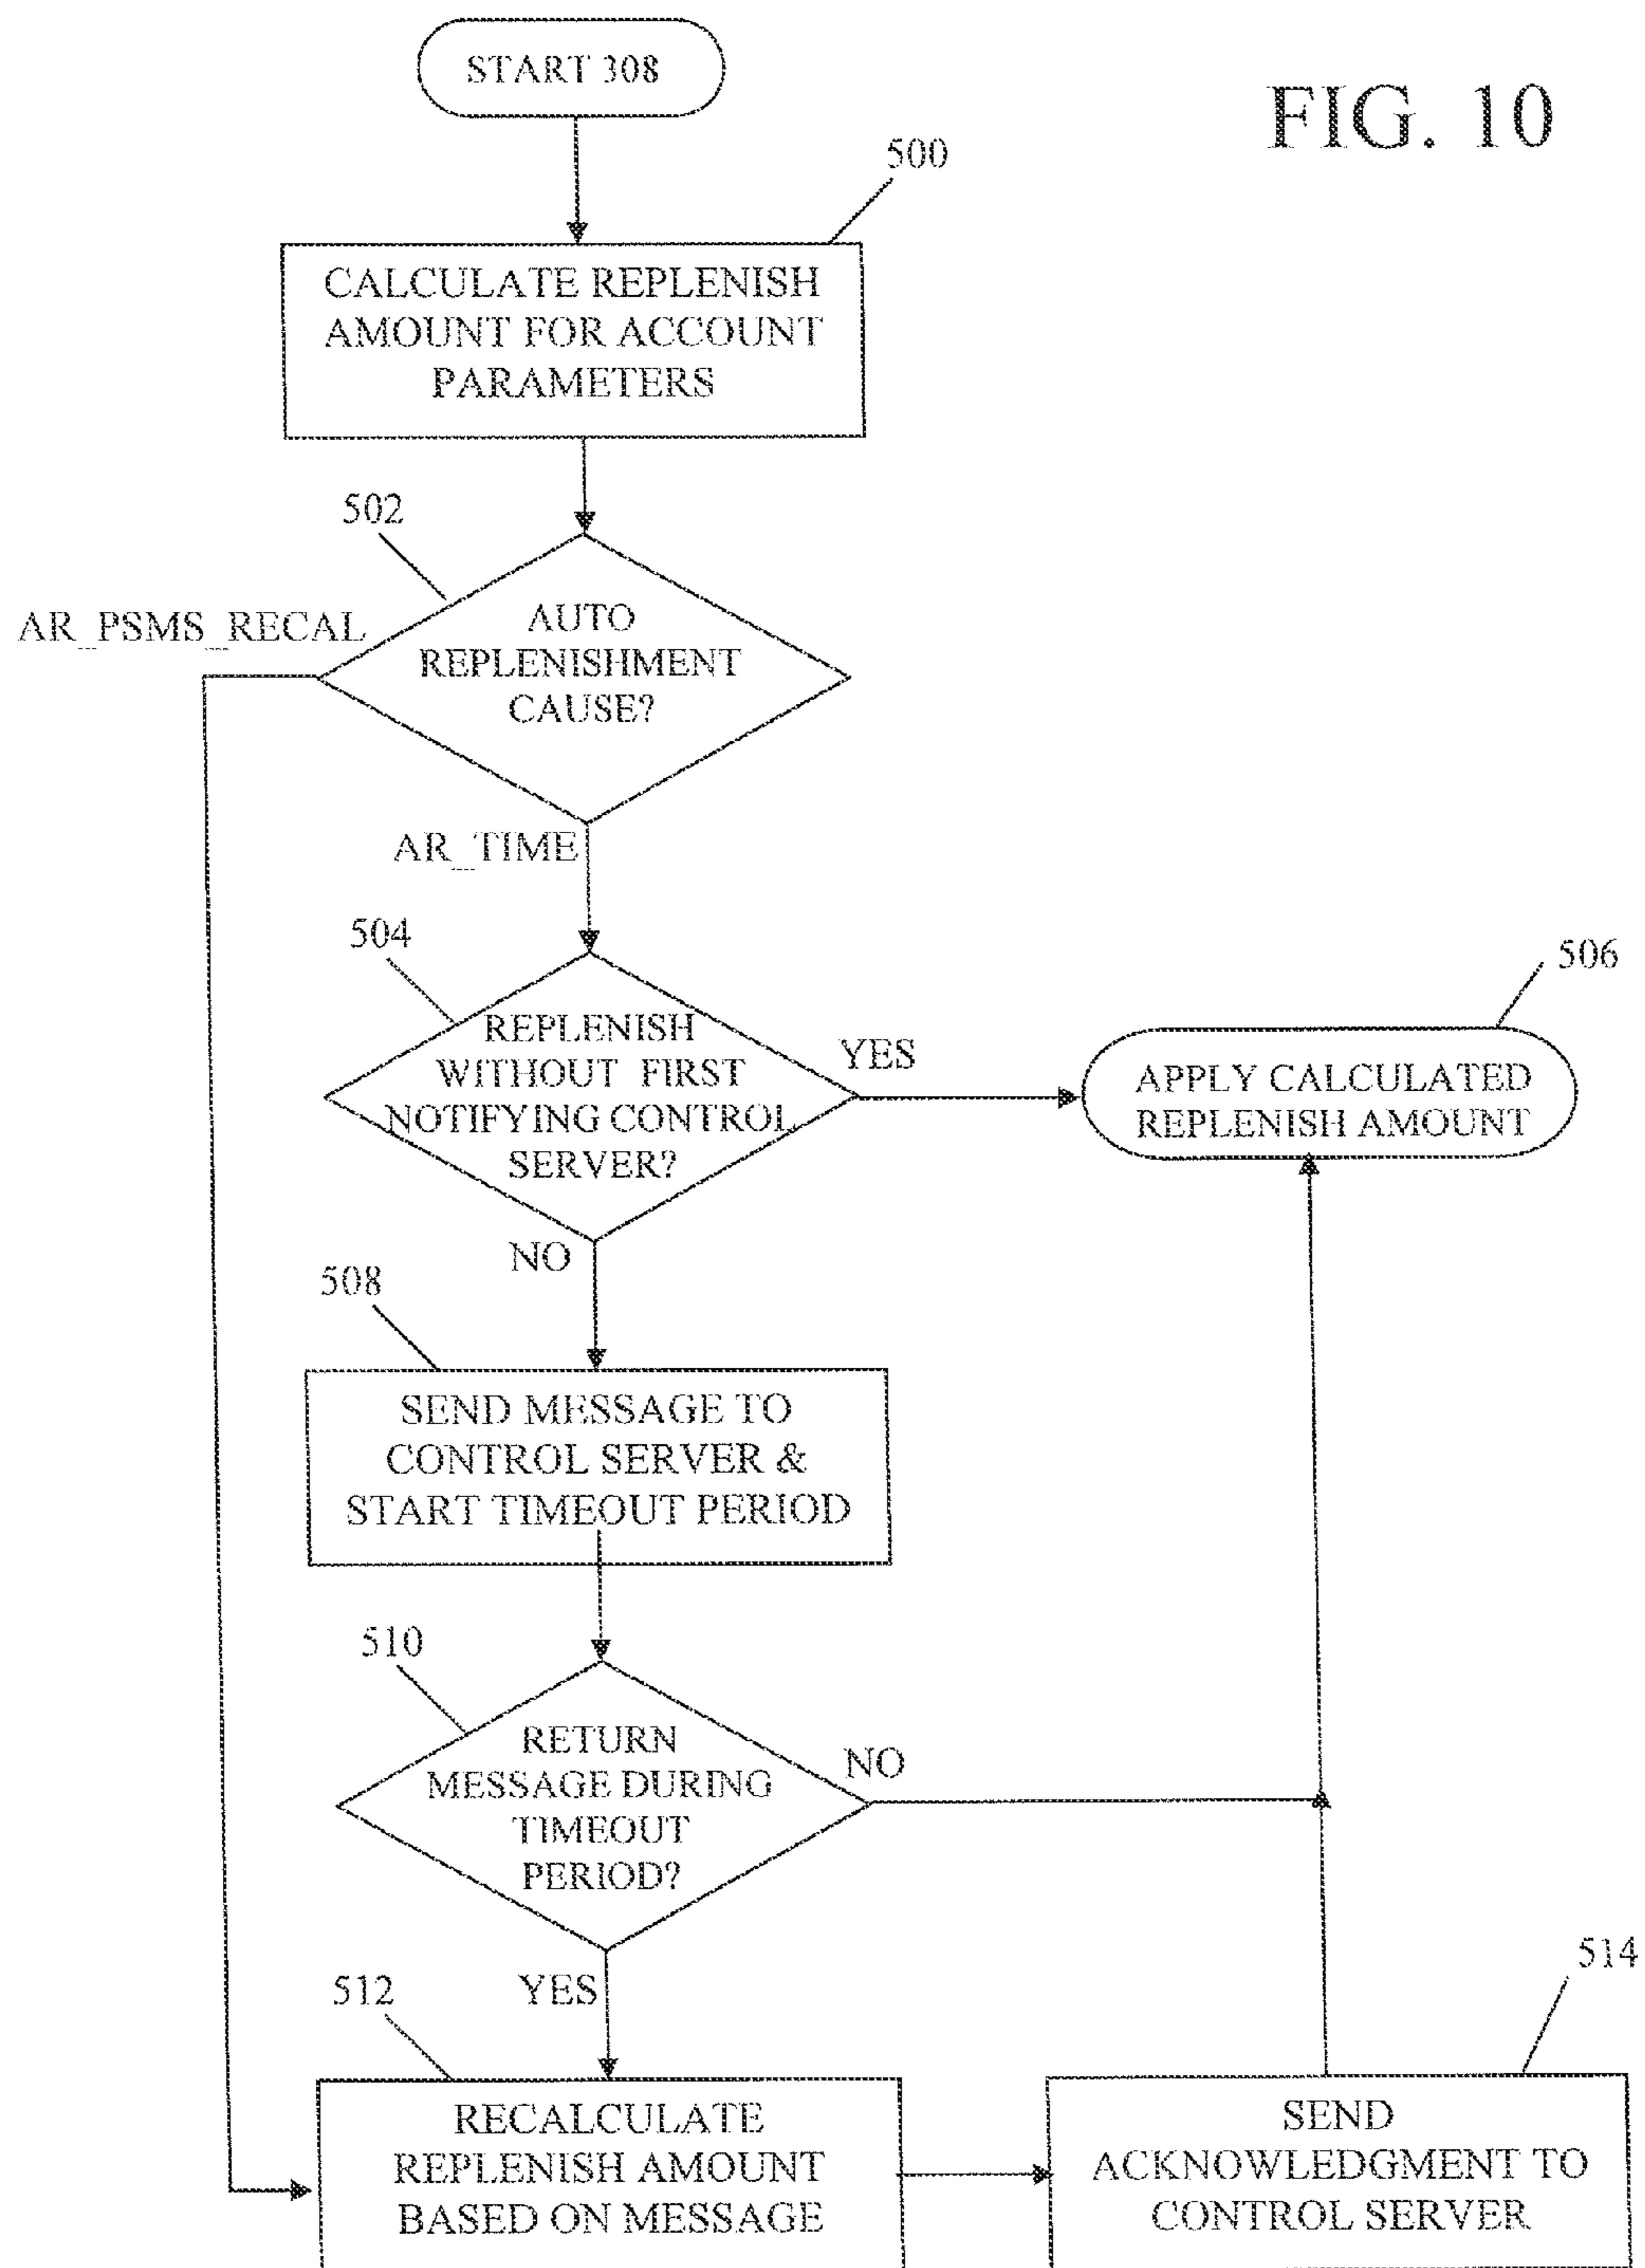 START 308
FIG. 10
500
CALCULATE REPLENISH
AMOUNT FOR ACCOUNT
PARAMETERS
502
AR_PSMS_RECAL
AUTO
REPLENISHMENT
CAUSE?
AR_TIME
504
REPLENISH
WITHOUT FIRST
NOTIFYING CONTROL
SERVER?
YES
506
APPLY CALCULATED
REPLENISH AMOUNT
NO
508
SEND MESSAGE TO
CONTROL SERVER &
START TIMEOUT PERIOD
510
RETURN
MESSAGE DURING
TIMEOUT
PERIOD?
NO
YES
512
RECALCULATE
REPLENISH AMOUNT
BASED ON MESSAGE
514
SEND
ACKNOWLEDGMENT TO
CONTROL SERVER